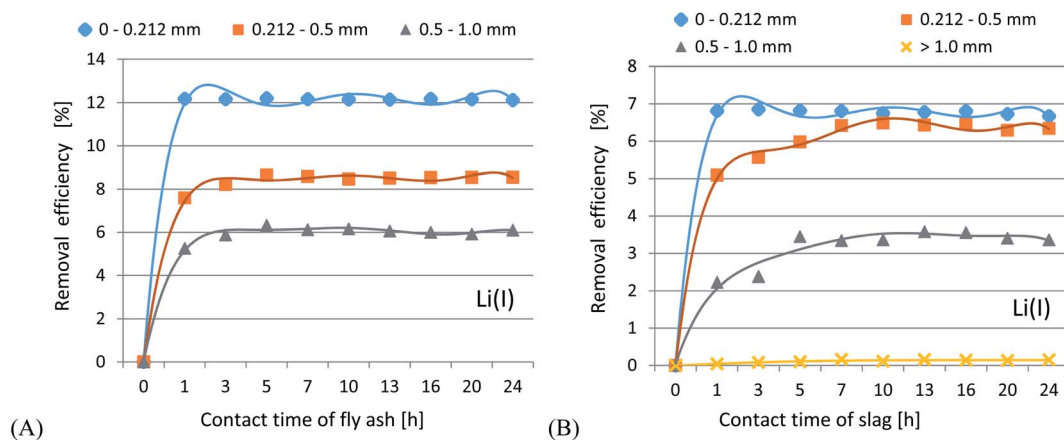 0 - 0.212 mm 0.212 - 0.5 mm 0.5 - 1.0 mm
14
12
10
8
6
4
2
0
Removal efficiency [%]
Li(I)
0 1 3 5 7 10 13 16 20 24
Contact time of fly ash [h]
(A)
0 - 0.212 mm 0.212 - 0.5 mm
0.5 - 1.0 mm > 1.0 mm
8
7
6
5
4
3
2
1
0
Removal efficiency [%]
Li(I)
0 1 3 5 7 10 13 16 20 24
Contact time of slag [h]
(B)